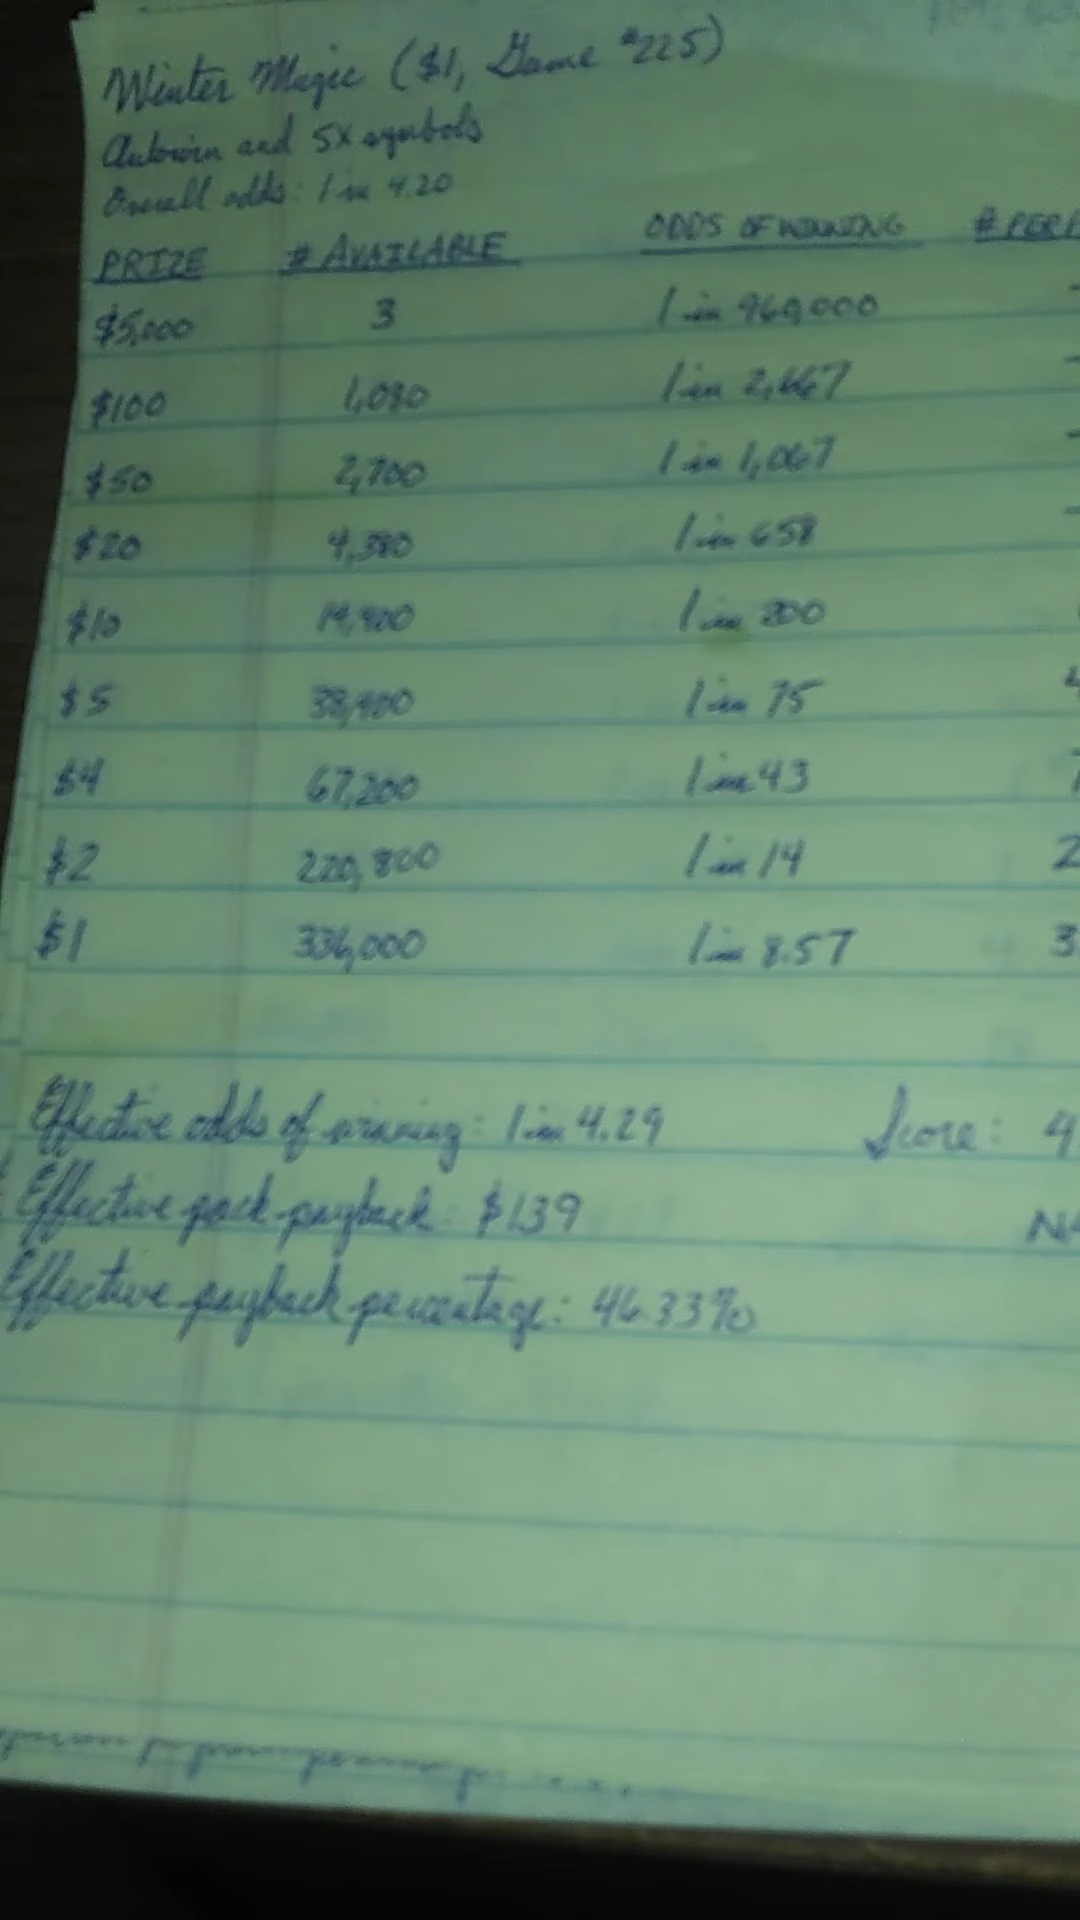 Winter Magic ($1, Game #225)
Autowin and 5X symbols
Overall odds: 1 in 4.20
PRIZE # AVAILABLE ODDS OF WINNING # PER
$5,000 3 1 in 960,000
$100 1,080 1 in 2,667
$50 2,700 1 in 1,067
$20 4,380 1 in 658
$10 14,400 1 in 200
$5 38,400 1 in 75
$4 67,200 1 in 43
$2 220,800 1 in 14 2
$1 336,000 1 in 8.57 3
Effective odds of winning: 1 in 4.29 Score: 4
Effective pack payback: $139
Effective payback percentage: 46.33%